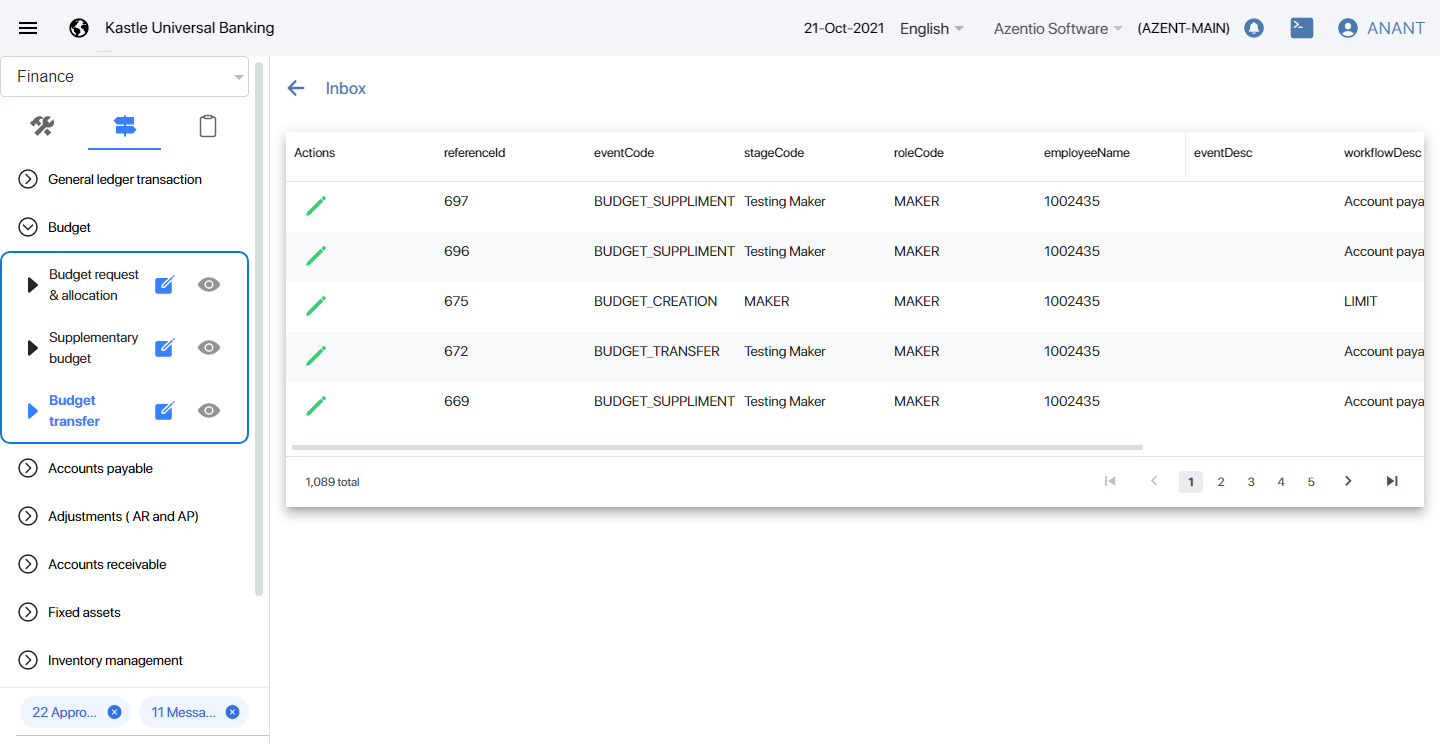 Kastle Universal Banking
21-Oct-2021 English Azentio Software (AZENT-MAIN) ANANT
Finance
General ledger transaction
Budget
Budget request
& allocation
Supplementary
budget
Budget
transfer
Accounts payable
Adjustments ( AR and AP)
Accounts receivable
Fixed assets
Inventory management
22 Appro...
11 Messa...
Inbox
Actions referenceId eventCode stageCode roleCode employeeName eventDesc workflowDesc
697 BUDGET_SUPPLIMENT Testing Maker MAKER 1002435 Account paya
696 BUDGET_SUPPLIMENT Testing Maker MAKER 1002435 Account paya
675 BUDGET_CREATION MAKER MAKER 1002435 LIMIT
672 BUDGET_TRANSFER Testing Maker MAKER 1002435 Account paya
669 BUDGET_SUPPLIMENT Testing Maker MAKER 1002435 Account paya
1,089 total 1 2 3 4 5